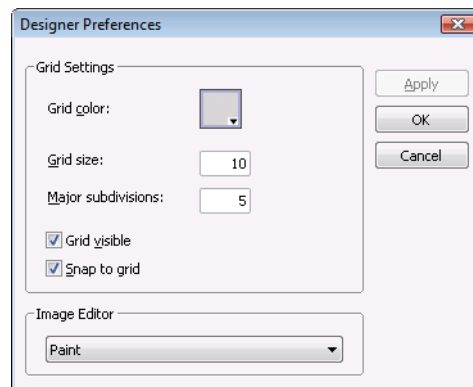 Designer Preferences
Grid Settings
Grid color:
Grid size:
10
Major subdivisions:
5
Grid visible
Snap to grid
Apply
OK
Cancel
Image Editor
Paint